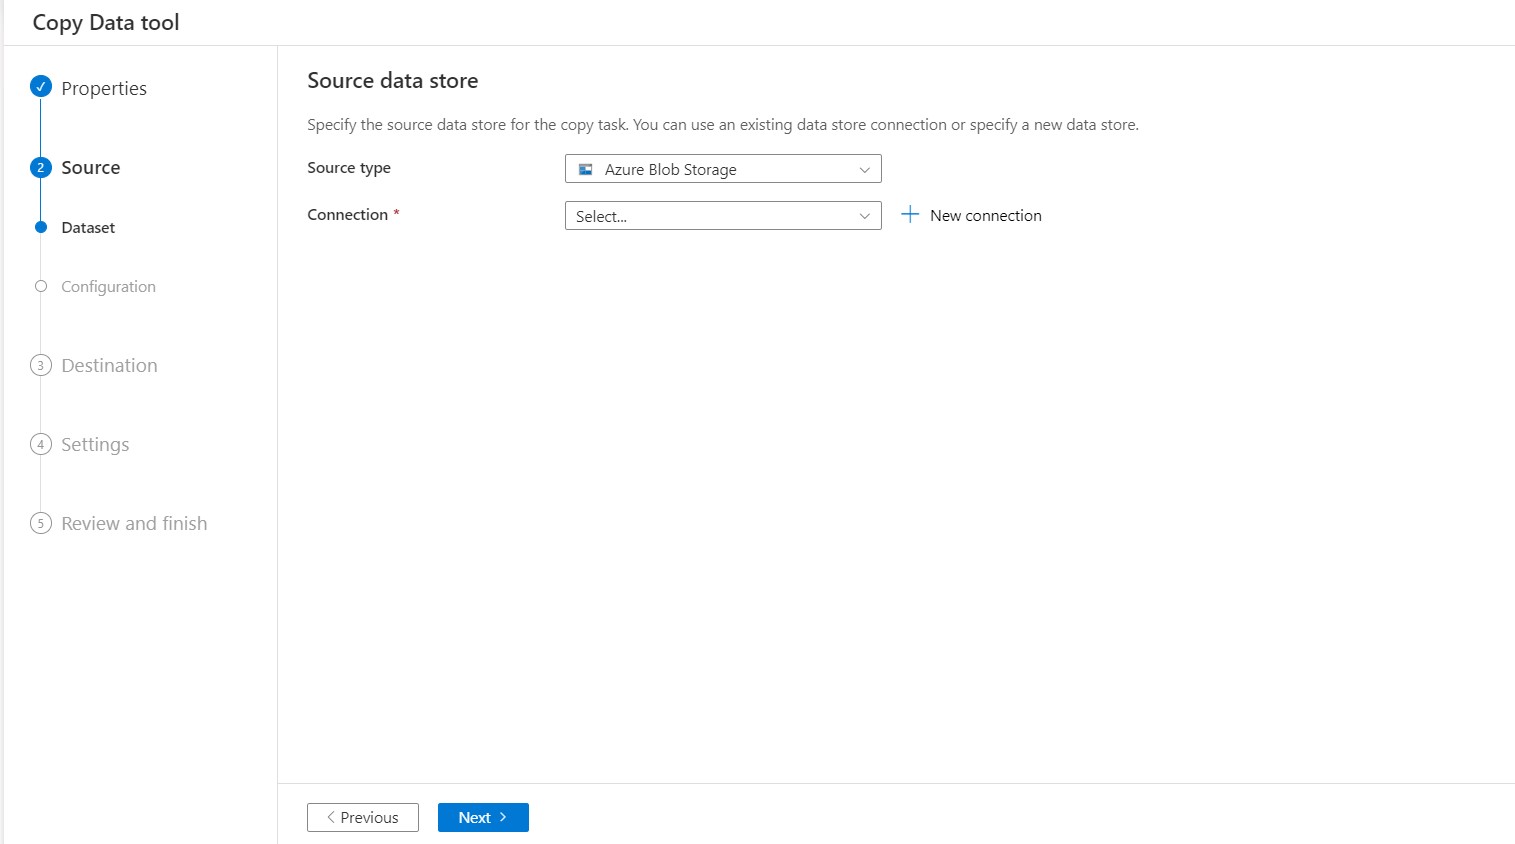 Copy Data tool
Properties
2 Source
Dataset
Configuration
3 Destination
4 Settings
5 Review and finish
Source data store
Specify the source data store for the copy task. You can use an existing data store connection or specify a new data store.
Source type Azure Blob Storage
Connection * Select... New connection
Previous Next